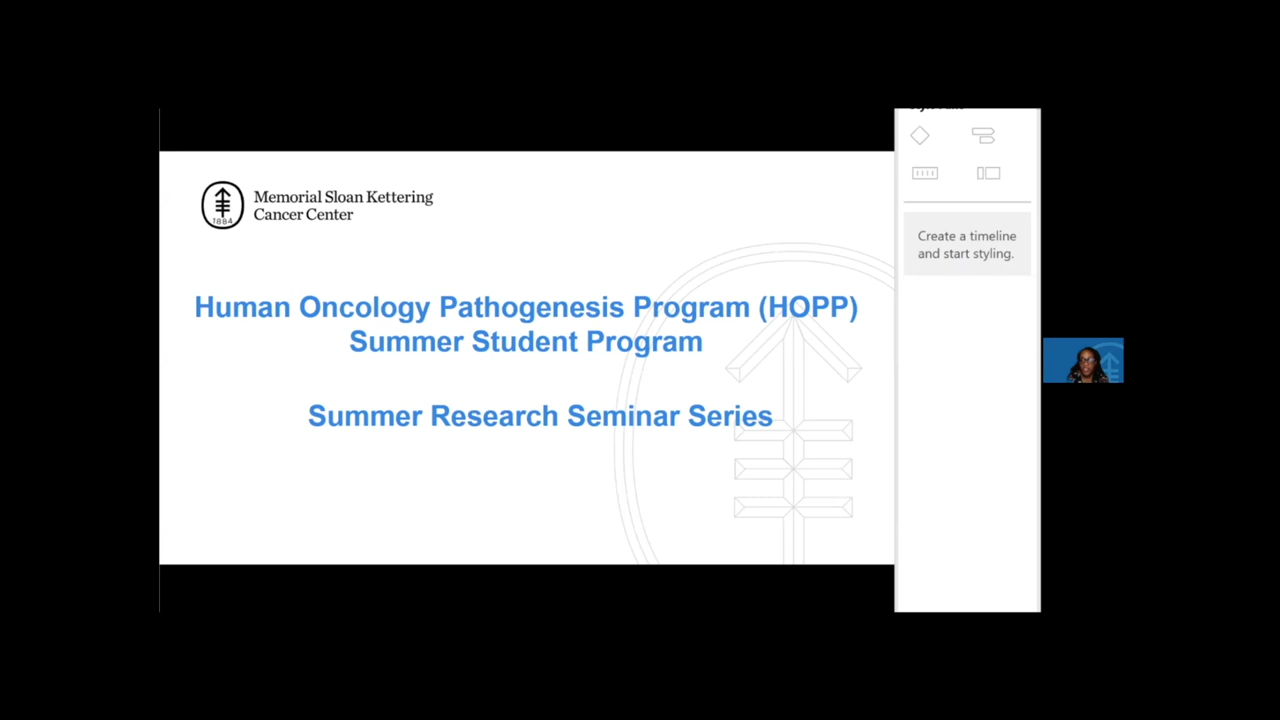 Memorial Sloan Kettering
Cancer Center
1884
Human Oncology Pathogenesis Program (HOPP)
Summer Student Program
Summer Research Seminar Series
Create a timeline
and start styling.